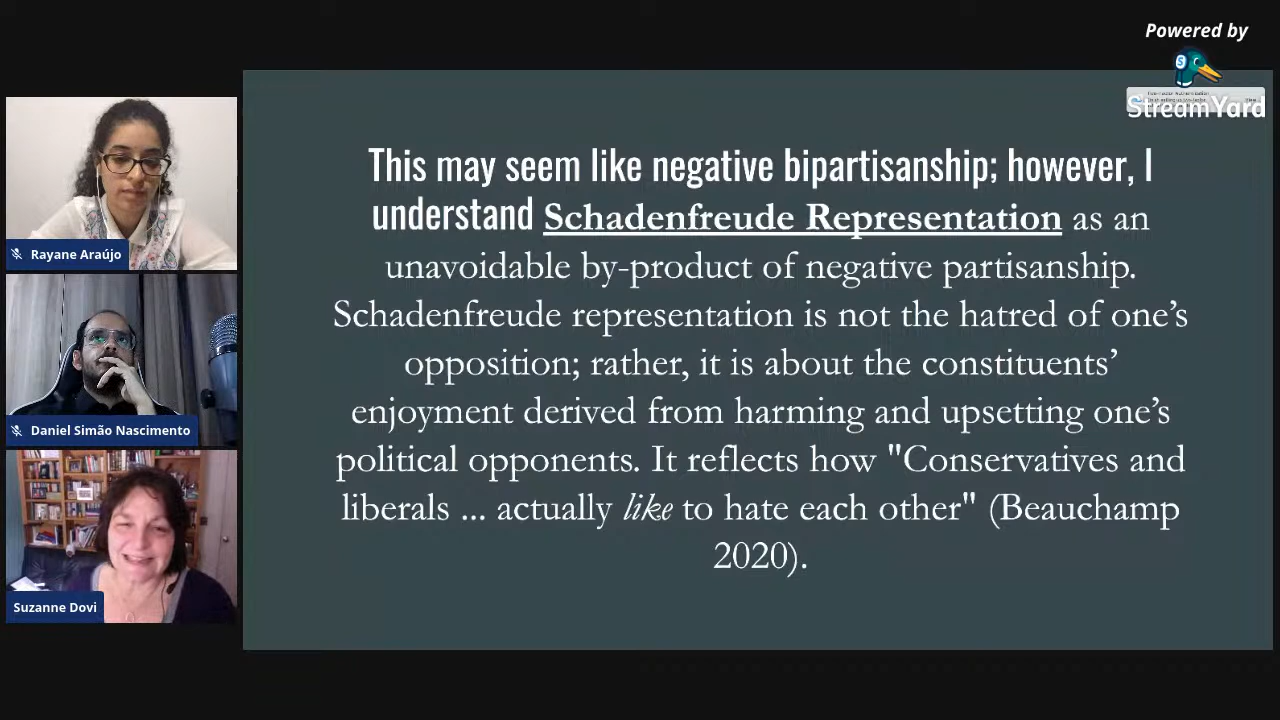 Powered by
StreamYard
This may seem like negative bipartisanship; however, I
understand Schadenfreude Representation as an
unavoidable by-product of negative partisanship.
Schadenfreude representation is not the hatred of one’s
opposition; rather, it is about the constituents’
enjoyment derived from harming and upsetting one’s
political opponents. It reflects how "Conservatives and
liberals ... actually like to hate each other" (Beauchamp
2020).
Rayane Araújo
Daniel Simão Nascimento
Suzanne Dovi